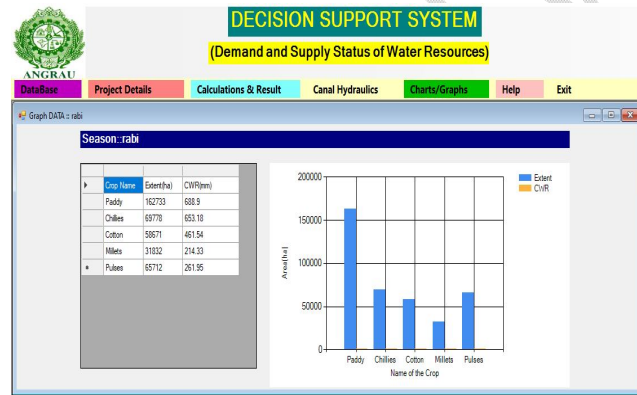 DECISION SUPPORT SYSTEM
(Demand and Supply Status of Water Resources)
ANGRAU
DataBase Project Details Calculations & Result Canal Hydraulics Charts/Graphs Help Exit
Graph DATA :: rabi
Season::rabi
Crop Name Extent(ha) CWR(mm)
Paddy 162733 688.9
Chillies 69778 653.18
Cotton 58671 461.54
Millets 31832 214.33
Pulses 65712 261.95
200000
150000
100000
50000
0
Area[ha]
Paddy Chillies Cotton Millets Pulses
Name of the Crop
Extent
CWR